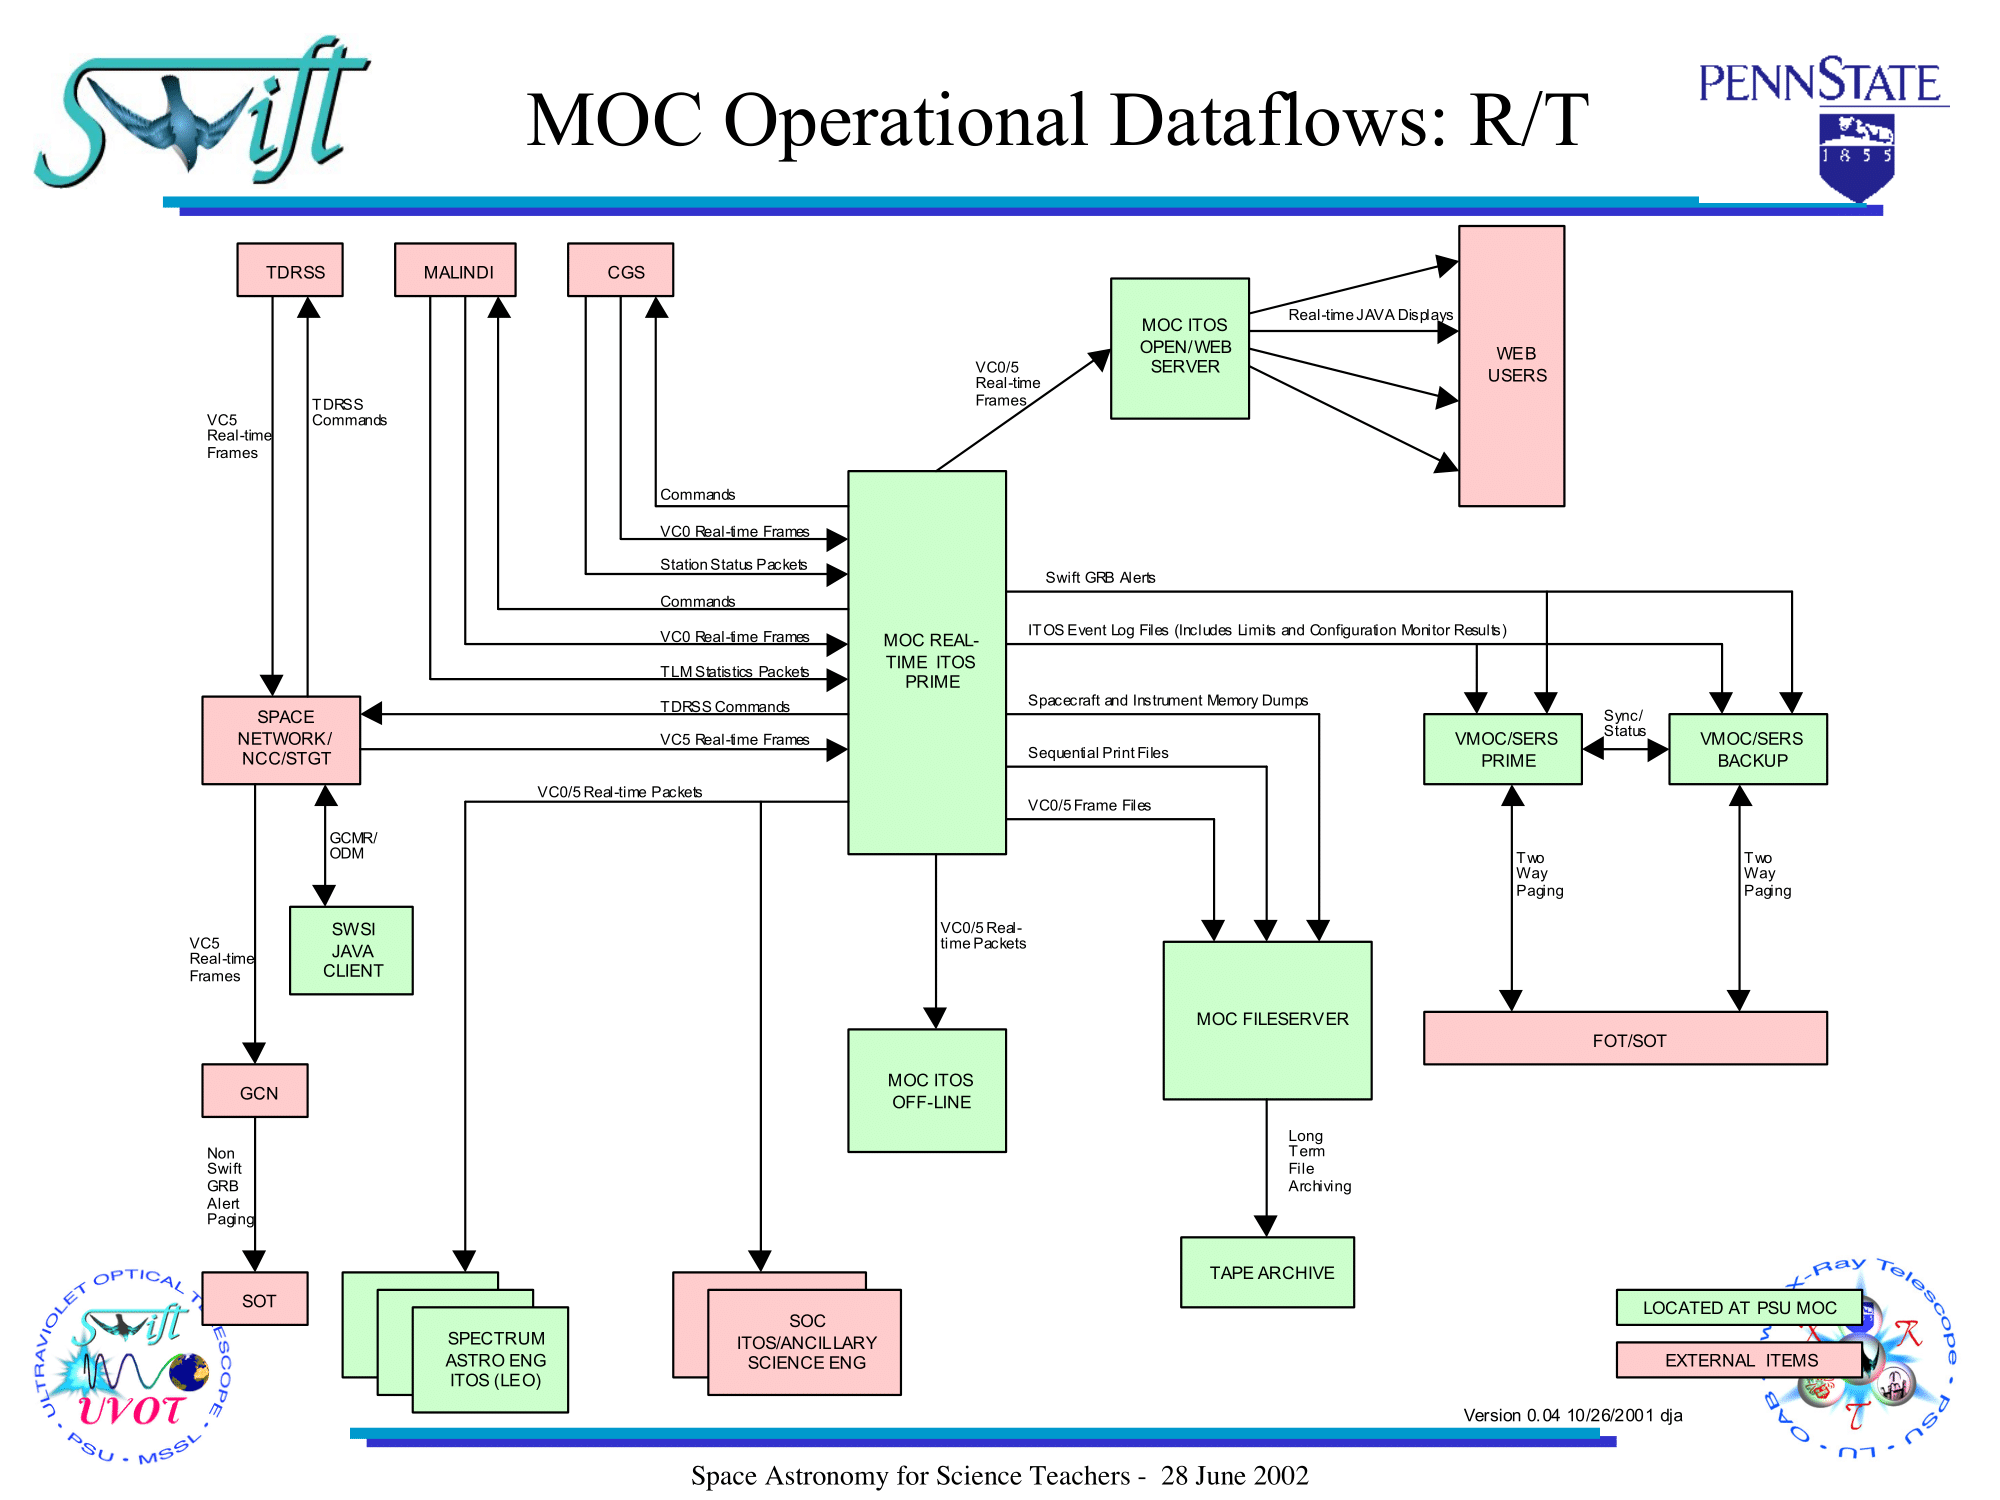 Swift
MOC Operational Dataflows: R/T
PENNSTATE
1855
TDRSS
MALINDI
CGS
MOC ITOS
OPEN/WEB
SERVER
Real-time JAVA Displays
WEB
USERS
VC0/5
Real-time
Frames
TDRSS
Commands
VC5
Real-time
Frames
Commands
VC0 Real-time Frames
Station Status Packets
Commands
VC0 Real-time Frames
TLM Statistics Packets
TDRSS Commands
VC5 Real-time Frames
VC0/5 Real-time Packets
MOC REAL-
TIME ITOS
PRIME
Swift GRB Alerts
ITOS Event Log Files (Includes Limits and Configuration Monitor Results)
Spacecraft and Instrument Memory Dumps
Sequential Print Files
VC0/5 Frame Files
SPACE
NETWORK/
NCC/STGT
VMOC/SERS
PRIME
Sync/
Status
VMOC/SERS
BACKUP
GCMR/
ODM
Two
Way
Paging
Two
Way
Paging
SWSI
JAVA
CLIENT
VC5
Real-time
Frames
VC0/5 Real-
time Packets
MOC FILESERVER
FOT/SOT
GCN
MOC ITOS
OFF-LINE
Non
Swift
GRB
Alert
Paging
Long
Term
File
Archiving
SOT
TAPE ARCHIVE
SPECTRUM
ASTRO ENG
ITOS (LEO)
SOC
ITOS/ANCILLARY
SCIENCE ENG
LOCATED AT PSU MOC
EXTERNAL ITEMS
ULTRAVIOLET OPTICAL T LESCOPE · PSU · MSSL ·
Swift
UVOT
X-Ray Telescope · PSU · LU · OAB ·
X R T
Version 0.04 10/26/2001 dja
Space Astronomy for Science Teachers - 28 June 2002